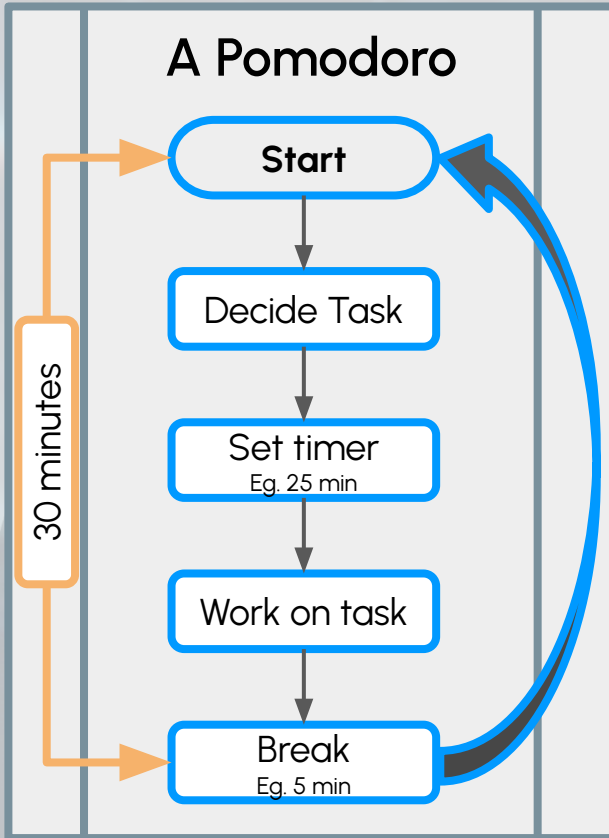 A Pomodoro
Start
Decide Task
Set timer
Eg. 25 min
30 minutes
Work on task
Break
Eg. 5 min